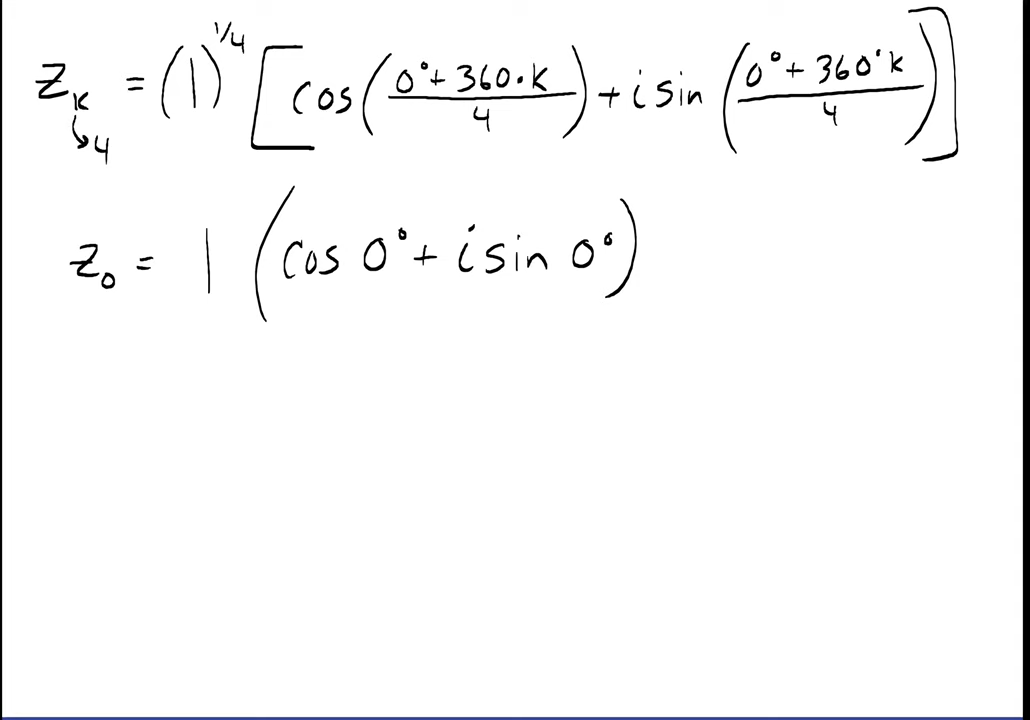 z_k = (1)^{1/4} [cos((0° + 360·k)/4) + i sin((0° + 360°k)/4)]
↳4
z_0 = 1 (cos 0° + i sin 0°)